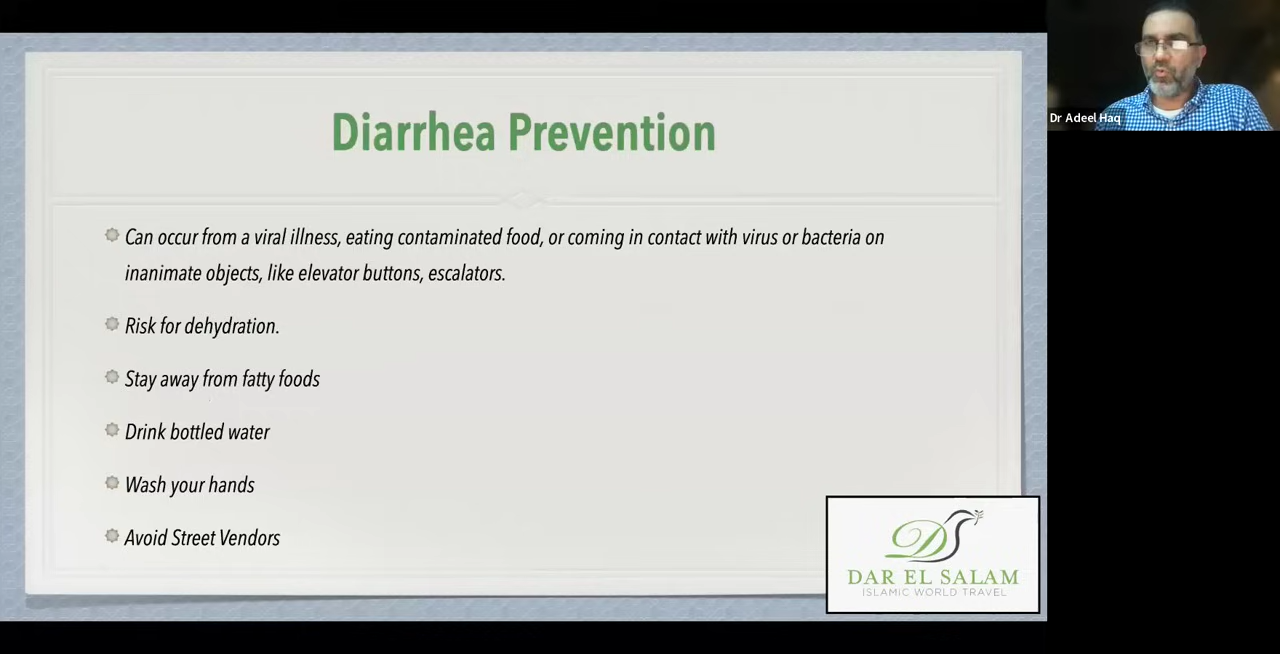 Diarrhea Prevention
Can occur from a viral illness, eating contaminated food, or coming in contact with virus or bacteria on
inanimate objects, like elevator buttons, escalators.
Risk for dehydration.
Stay away from fatty foods
Drink bottled water
Wash your hands
Avoid Street Vendors
DS
DAR EL SALAM
ISLAMIC WORLD TRAVEL
Dr Adeel Haq